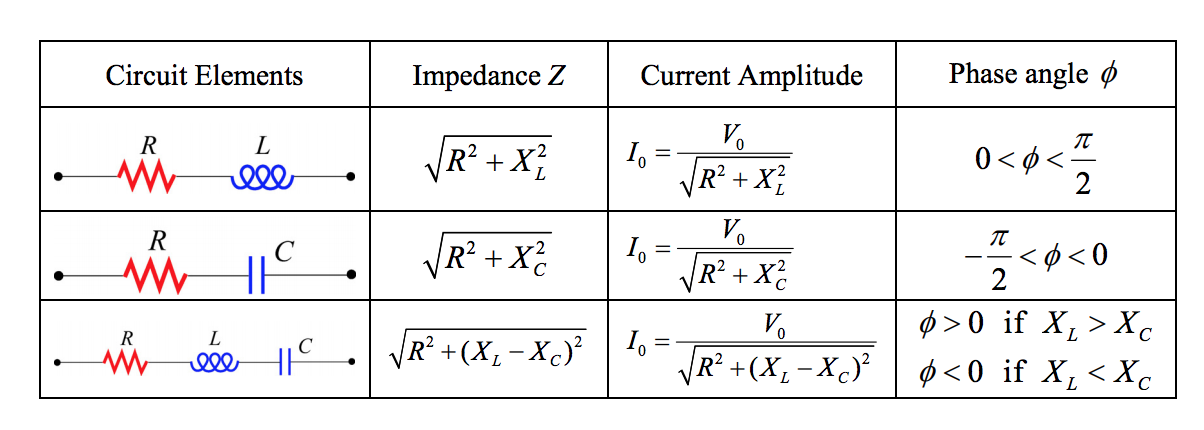 Circuit Elements Impedance Z Current Amplitude Phase angle ϕ
R L √(R² + X_L²) I₀ = V₀ / √(R² + X_L²) 0 < ϕ < π/2
R C √(R² + X_C²) I₀ = V₀ / √(R² + X_C²) −π/2 < ϕ < 0
R L C √(R² + (X_L − X_C)²) I₀ = V₀ / √(R² + (X_L − X_C)²) ϕ > 0 if X_L > X_C
ϕ < 0 if X_L < X_C